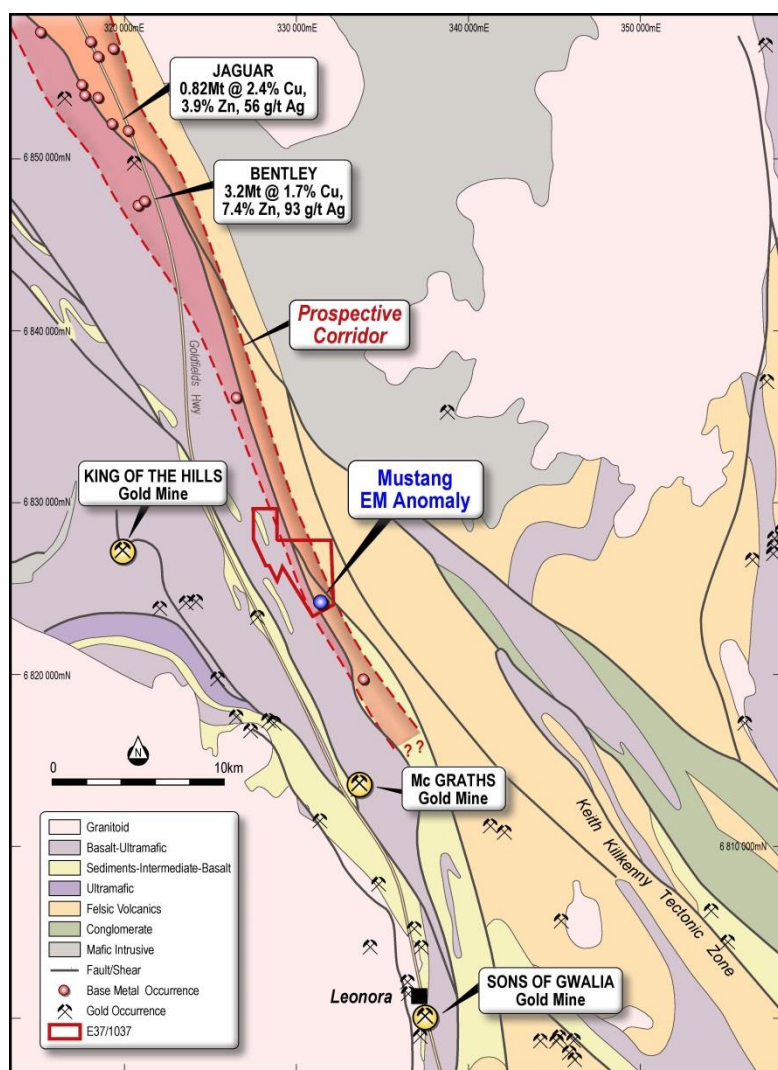 320 000mE
330 000mE
340 000mE
350 000mE
JAGUAR
0.82Mt @ 2.4% Cu,
3.9% Zn, 56 g/t Ag
6 850 000mN
BENTLEY
3.2Mt @ 1.7% Cu,
7.4% Zn, 93 g/t Ag
Prospective
Corridor
6 840 000mN
Goldfields
Hwy
KING OF THE HILLS
Gold Mine
Mustang
EM Anomaly
6 830 000mN
6 820 000mN
? ?
N
0
10km
Mc GRATHS
Gold Mine
Granitoid
Basalt-Ultramafic
Sediments-Intermediate-Basalt
Ultramafic
Felsic Volcanics
Conglomerate
Mafic Intrusive
Fault/Shear
Base Metal Occurrence
Gold Occurrence
E37/1037
6 810 000mN
Keith Kilkenny Tectonic Zone
Leonora
SONS OF GWALIA
Gold Mine